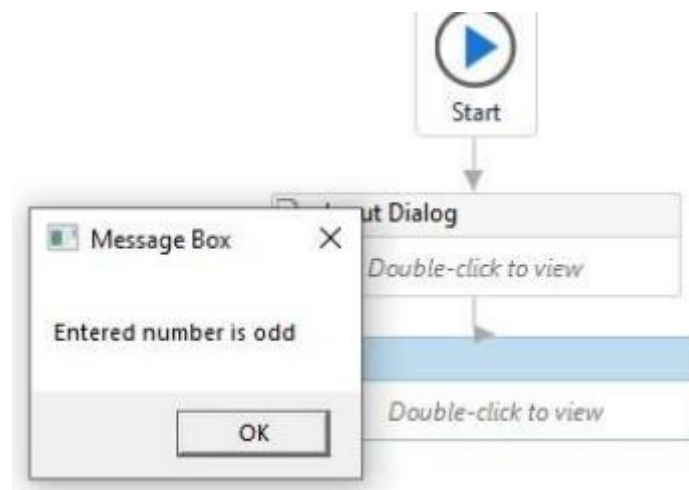 Start
ut Dialog
Double-click to view
Message Box
Entered number is odd
OK
Double-click to view